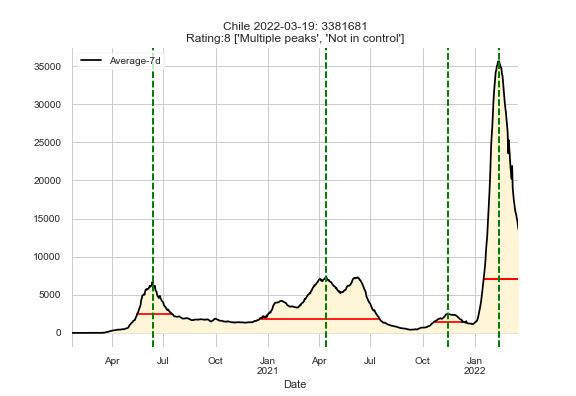 Chile 2022-03-19: 3381681
Rating:8 ['Multiple peaks', 'Not in control']
Average-7d
35000
30000
25000
20000
15000
10000
5000
0
Apr Jul Oct Jan Apr Jul Oct Jan
2021 2022
Date